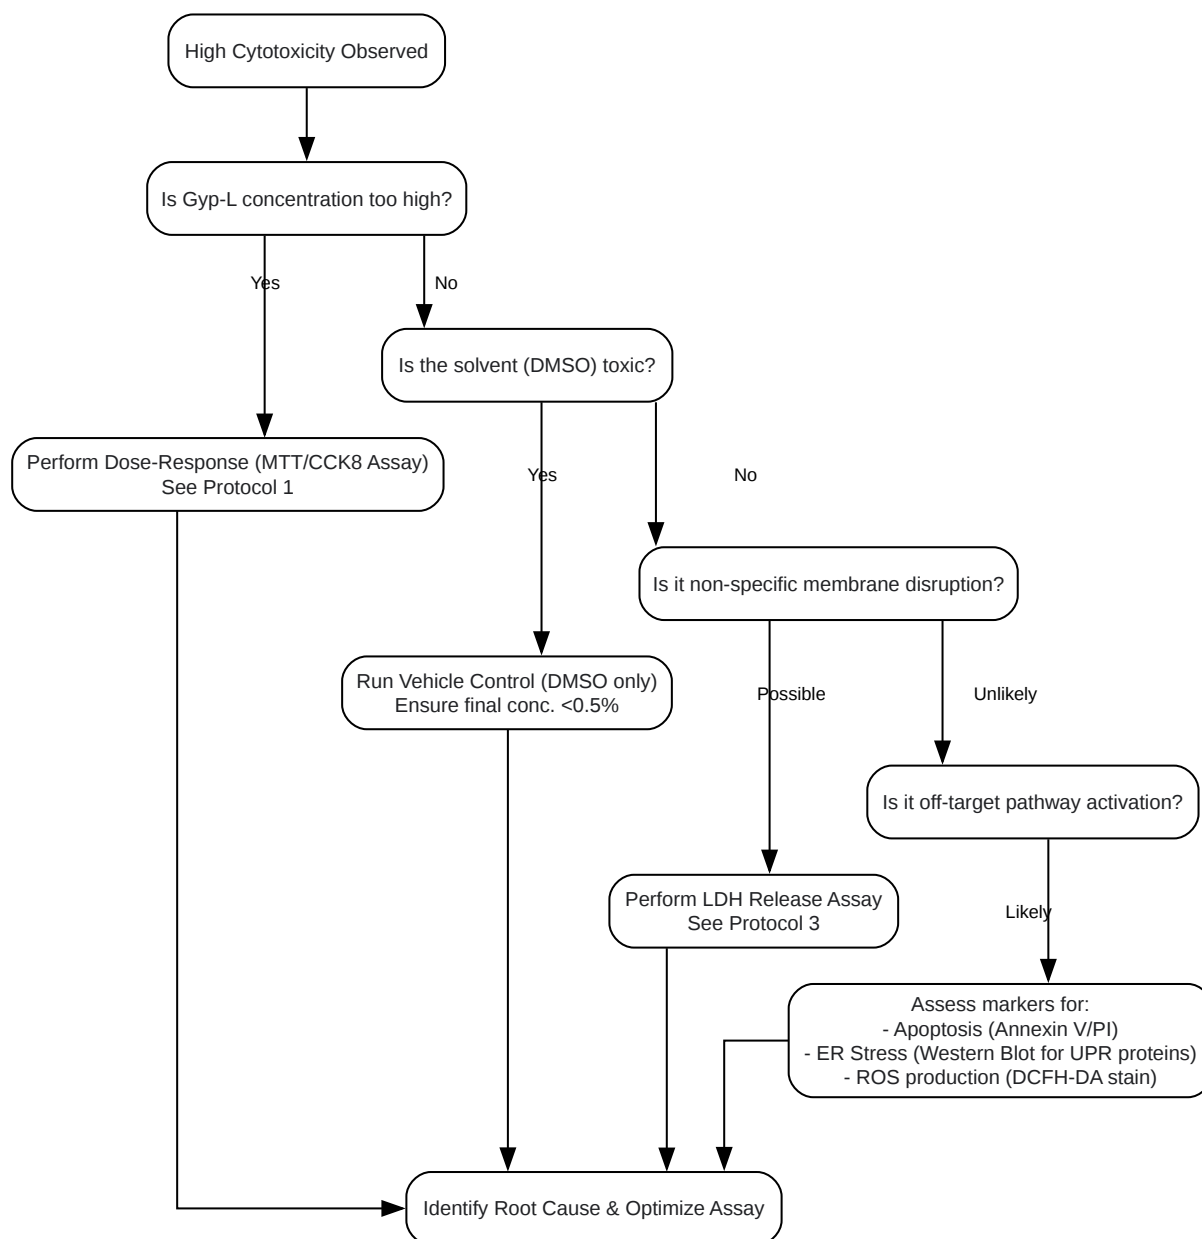 High Cytotoxicity Observed
Is Gyp-L concentration too high?
Yes
No
Is the solvent (DMSO) toxic?
Perform Dose-Response (MTT/CCK8 Assay)
See Protocol 1
Yes
No
Is it non-specific membrane disruption?
Run Vehicle Control (DMSO only)
Ensure final conc. <0.5%
Possible
Unlikely
Is it off-target pathway activation?
Perform LDH Release Assay
See Protocol 3
Likely
Assess markers for:
- Apoptosis (Annexin V/PI)
- ER Stress (Western Blot for UPR proteins)
- ROS production (DCFH-DA stain)
Identify Root Cause & Optimize Assay